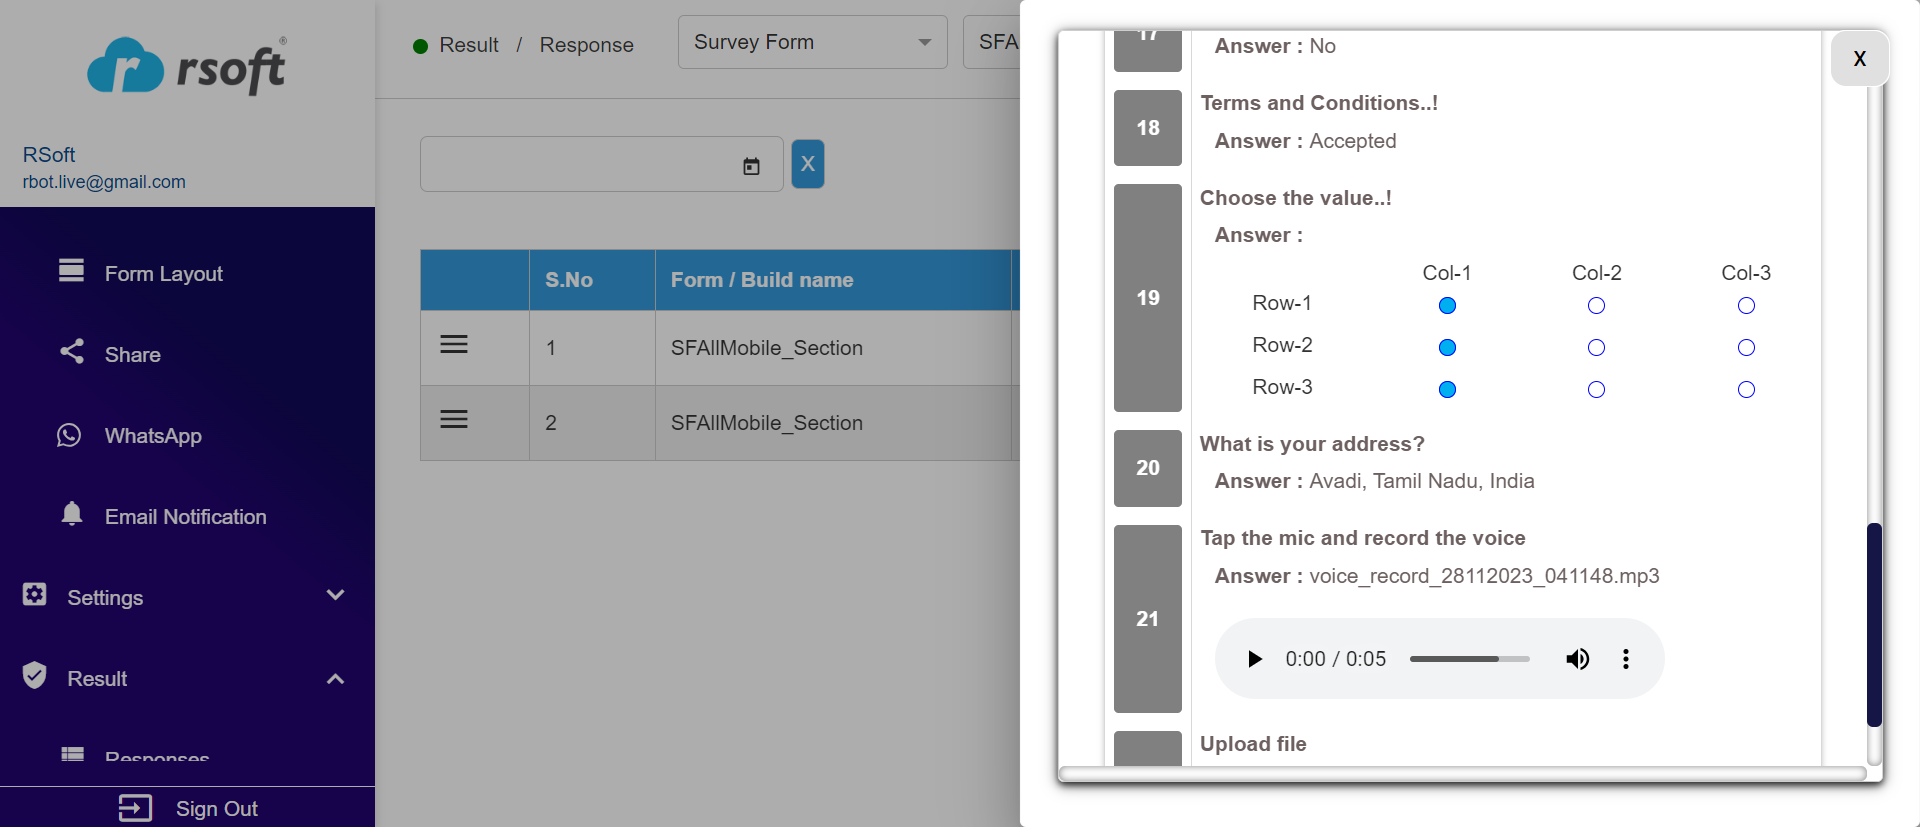 rsoft®
RSoft
rbot.live@gmail.com
Form Layout
Share
WhatsApp
Email Notification
Settings
Result
Responses
Sign Out
Result / Response
Survey Form
SFA
X
S.No Form / Build name
1 SFAllMobile_Section
2 SFAllMobile_Section
X
17
Answer : No
18
Terms and Conditions..!
Answer : Accepted
19
Choose the value..!
Answer :
Col-1 Col-2 Col-3
Row-1
Row-2
Row-3
20
What is your address?
Answer : Avadi, Tamil Nadu, India
21
Tap the mic and record the voice
Answer : voice_record_28112023_041148.mp3
0:00 / 0:05
Upload file